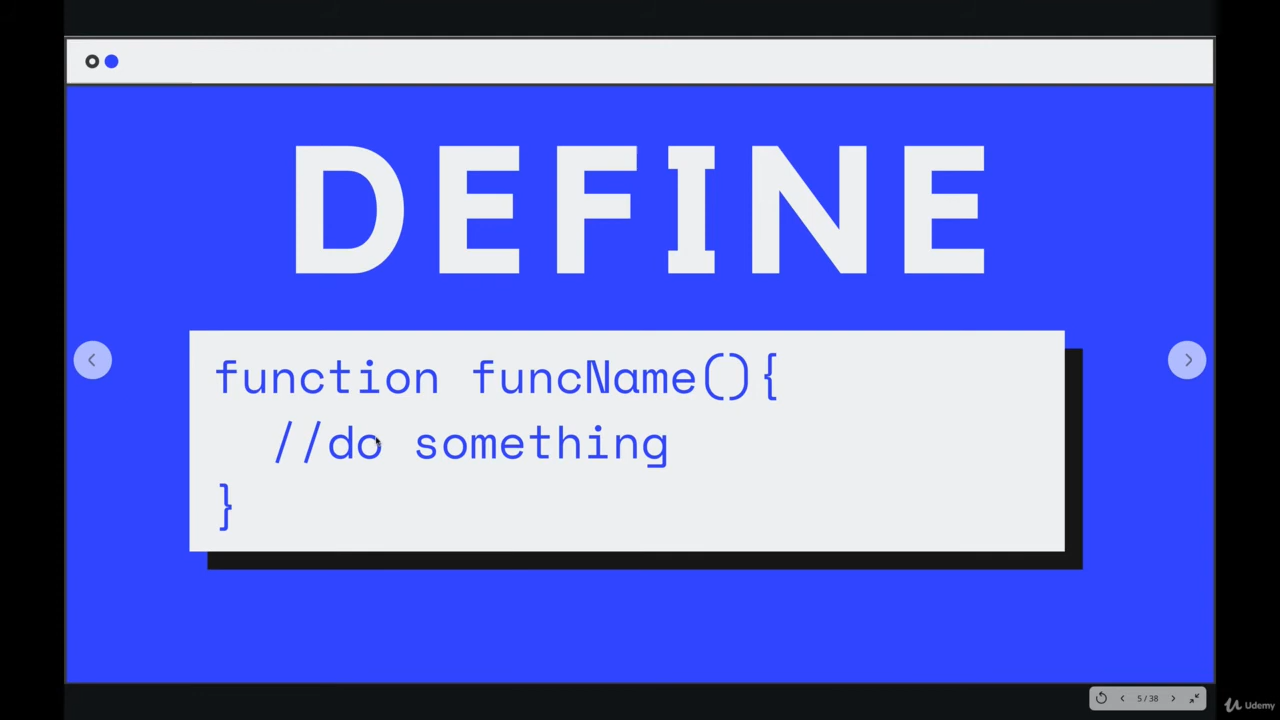 DEFINE
function funcName(){
//do something
}
5/38
Udemy